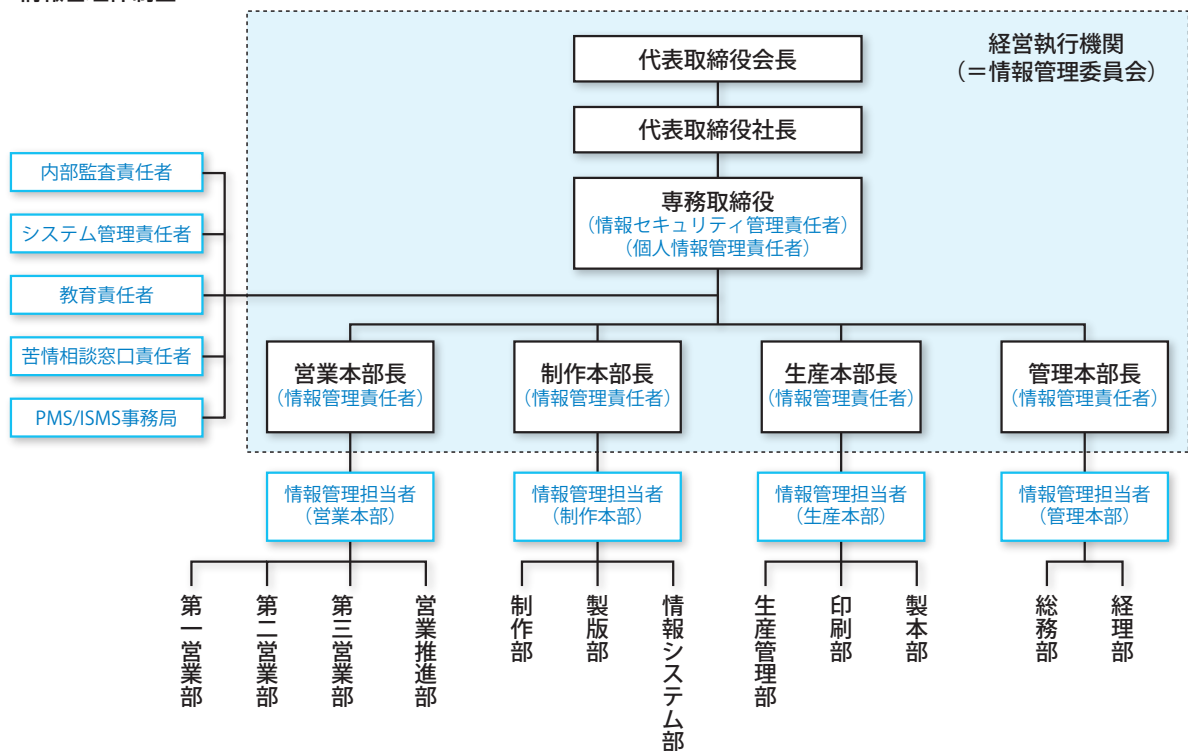 経営執行機関
（＝情報管理委員会）
代表取締役会長
代表取締役社長
専務取締役
（情報セキュリティ管理責任者）
（個人情報管理責任者）
内部監査責任者
システム管理責任者
教育責任者
苦情相談窓口責任者
PMS/ISMS事務局
営業本部長
（情報管理責任者）
制作本部長
（情報管理責任者）
生産本部長
（情報管理責任者）
管理本部長
（情報管理責任者）
情報管理担当者
（営業本部）
情報管理担当者
（制作本部）
情報管理担当者
（生産本部）
情報管理担当者
（管理本部）
第一営業部
第二営業部
第三営業部
営業推進部
制作部
製版部
情報システム部
生産管理部
印刷部
製本部
総務部
経理部